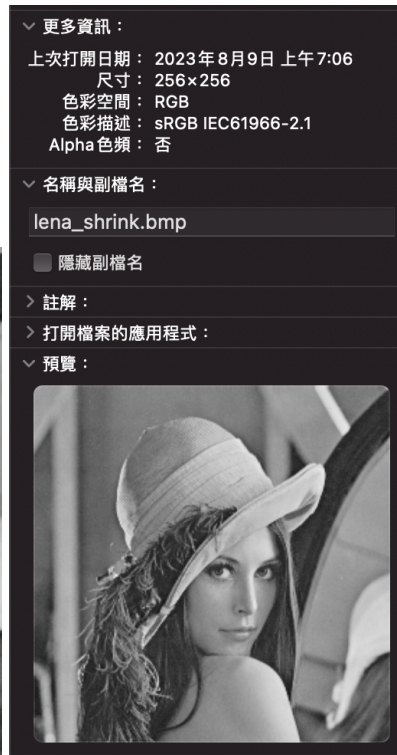 更多資訊：
上次打開日期： 2023年8月9日 上午7:06
尺寸： 256×256
色彩空間： RGB
色彩描述： sRGB IEC61966-2.1
Alpha色頻： 否
名稱與副檔名：
lena_shrink.bmp
隱藏副檔名
註解：
打開檔案的應用程式：
預覽：